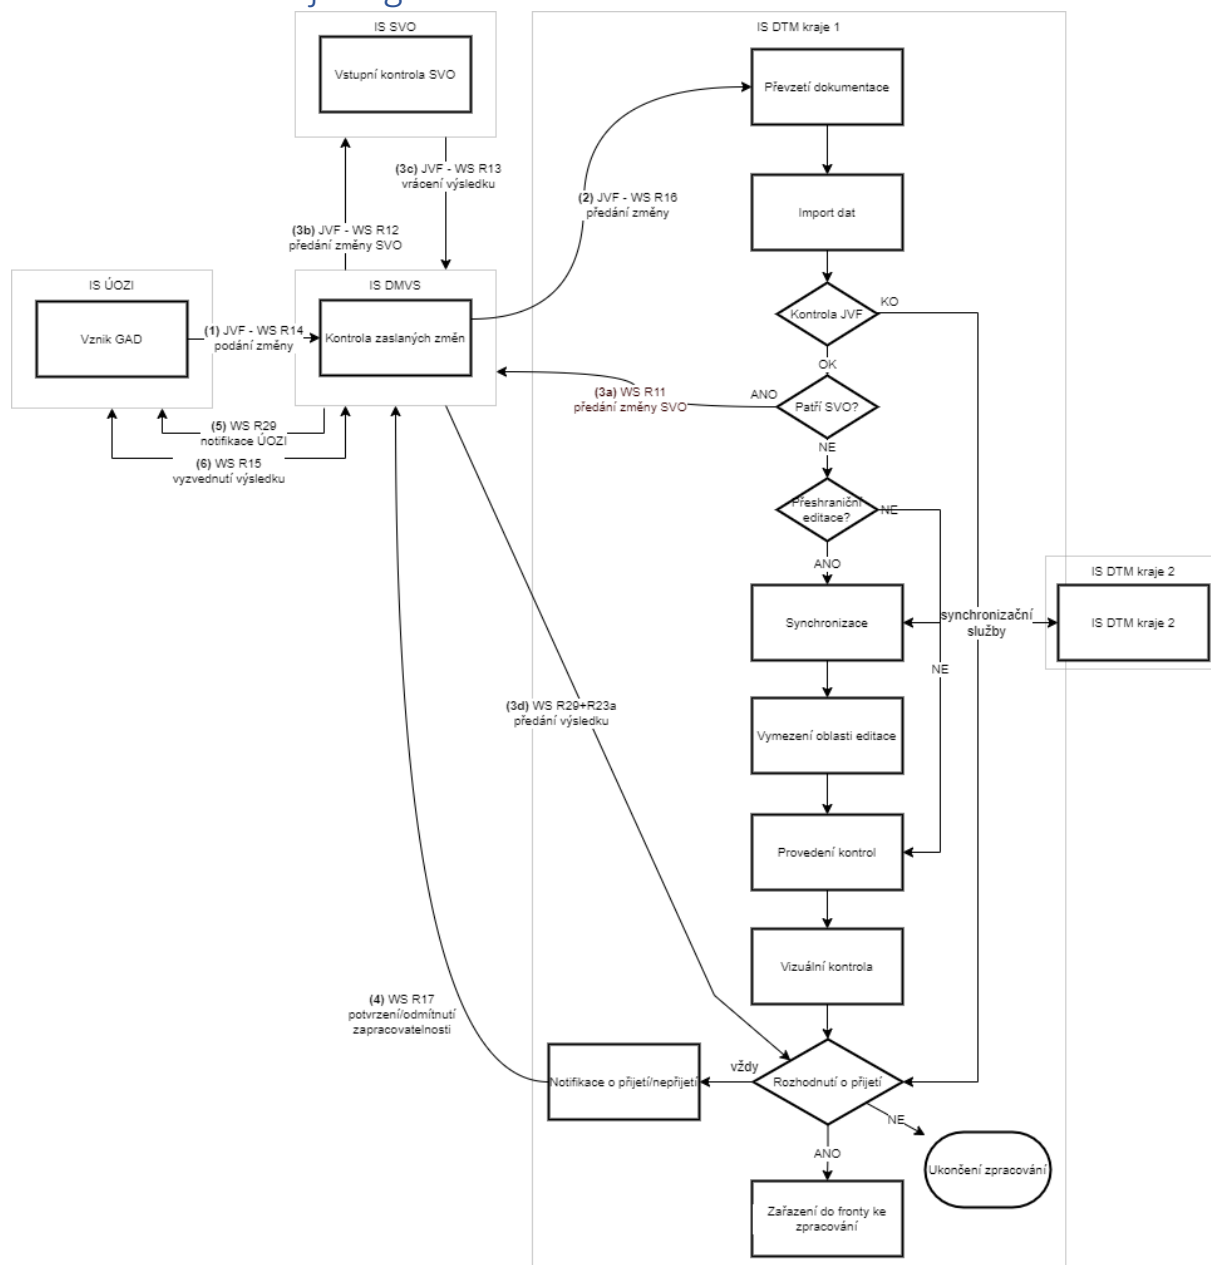 IS SVO
Vstupní kontrola SVO
IS DTM kraje 1
Převzetí dokumentace
(3c) JVF - WS R13
vrácení výsledku
(2) JVF - WS R16
předání změny
Import dat
(3b) JVF - WS R12
předání změny SVO
IS ÚOZI
Vznik GAD
(1) JVF - WS R14
podání změny
IS DMVS
Kontrola zaslaných změn
Kontrola JVF
KO
OK
(3a) WS R11
předání změny SVO
ANO
Patří SVO?
NE
(5) WS R29
notifikace ÚOZI
(6) WS R15
vyzvednutí výsledku
Přeshraniční
editace?
NE
ANO
Synchronizace
synchronizační
služby
IS DTM kraje 2
IS DTM kraje 2
NE
(3d) WS R29+R23a
předání výsledku
Vymezení oblasti editace
Provedení kontrol
Vizuální kontrola
(4) WS R17
potvrzení/odmítnutí
zapracovatelnosti
Notifikace o přijetí/nepřijetí
vždy
Rozhodnutí o přijetí
NE
Ukončení zpracování
ANO
Zařazení do fronty ke
zpracování